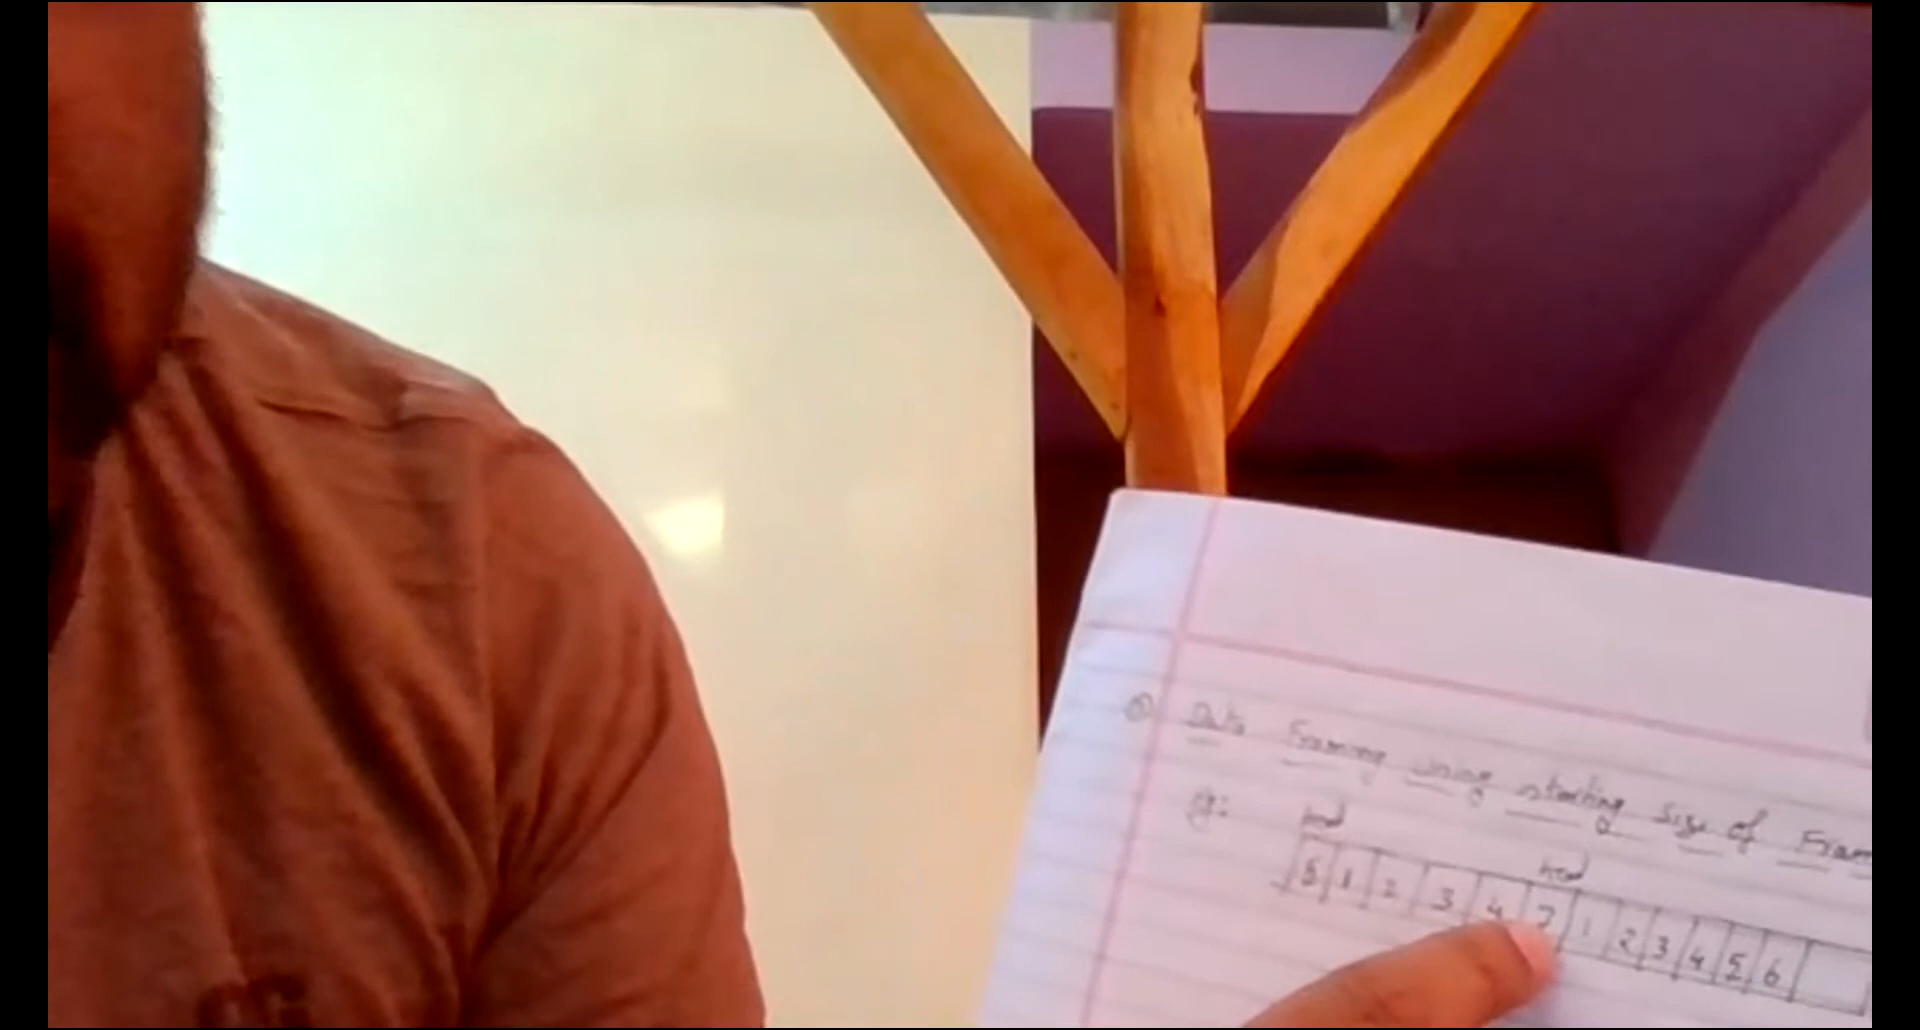 Data Framing using starting size of Fram
Eg:
head
head
5 1 2 3 4 7 1 2 3 4 5 6